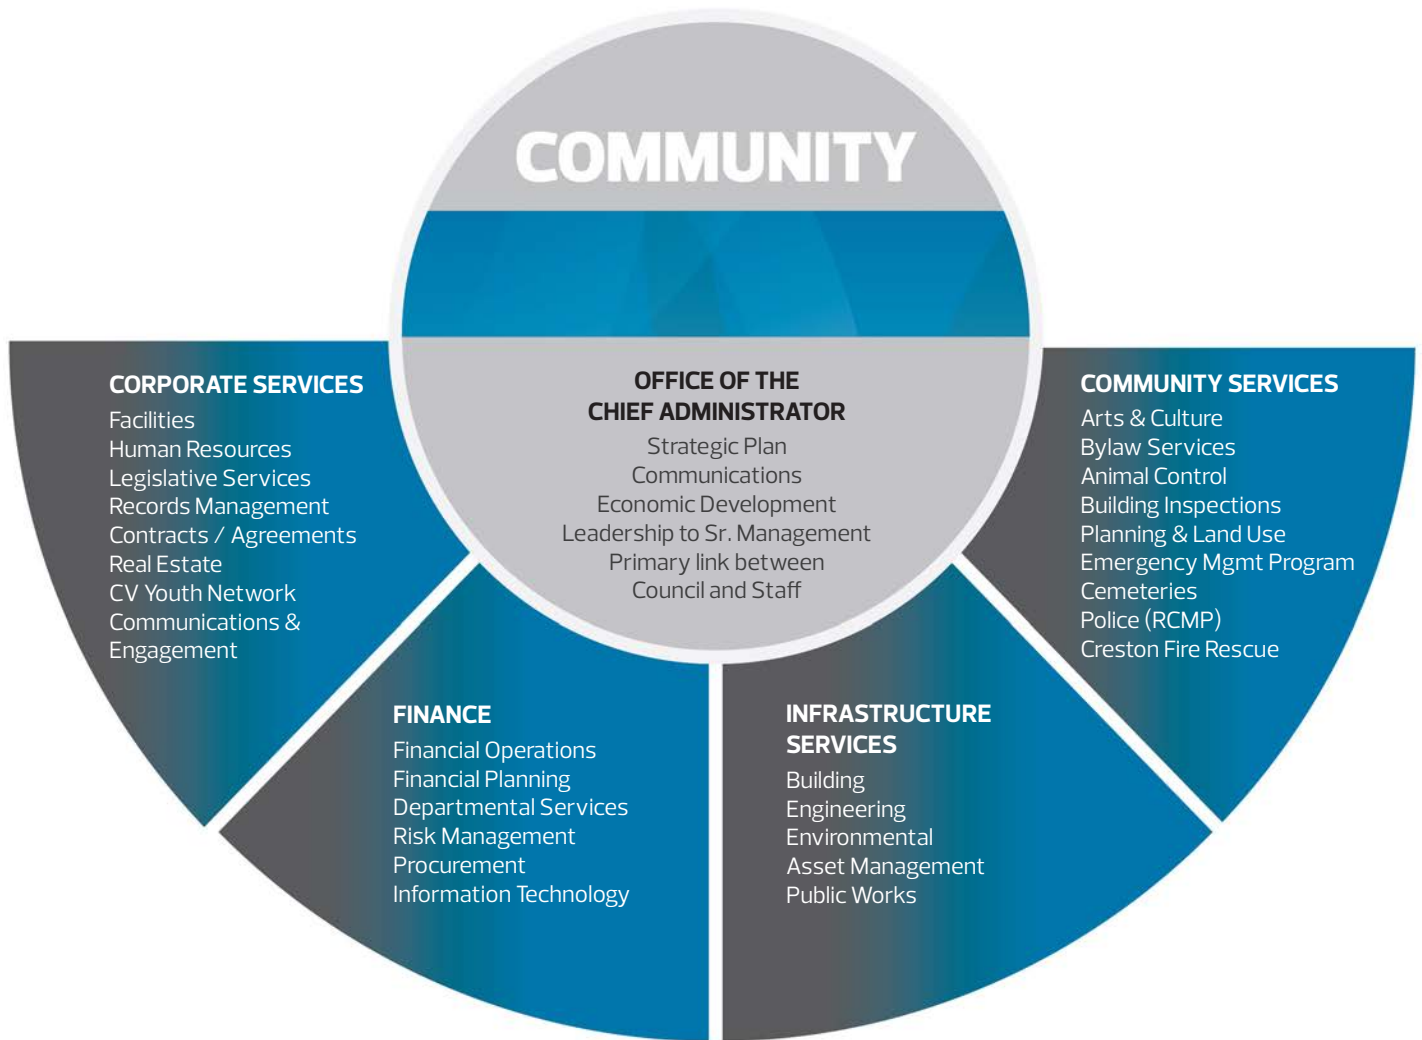 COMMUNITY
OFFICE OF THE
CHIEF ADMINISTRATOR
Strategic Plan
Communications
Economic Development
Leadership to Sr. Management
Primary link between
Council and Staff
CORPORATE SERVICES
Facilities
Human Resources
Legislative Services
Records Management
Contracts / Agreements
Real Estate
CV Youth Network
Communications &
Engagement
FINANCE
Financial Operations
Financial Planning
Departmental Services
Risk Management
Procurement
Information Technology
INFRASTRUCTURE
SERVICES
Building
Engineering
Environmental
Asset Management
Public Works
COMMUNITY SERVICES
Arts & Culture
Bylaw Services
Animal Control
Building Inspections
Planning & Land Use
Emergency Mgmt Program
Cemeteries
Police (RCMP)
Creston Fire Rescue